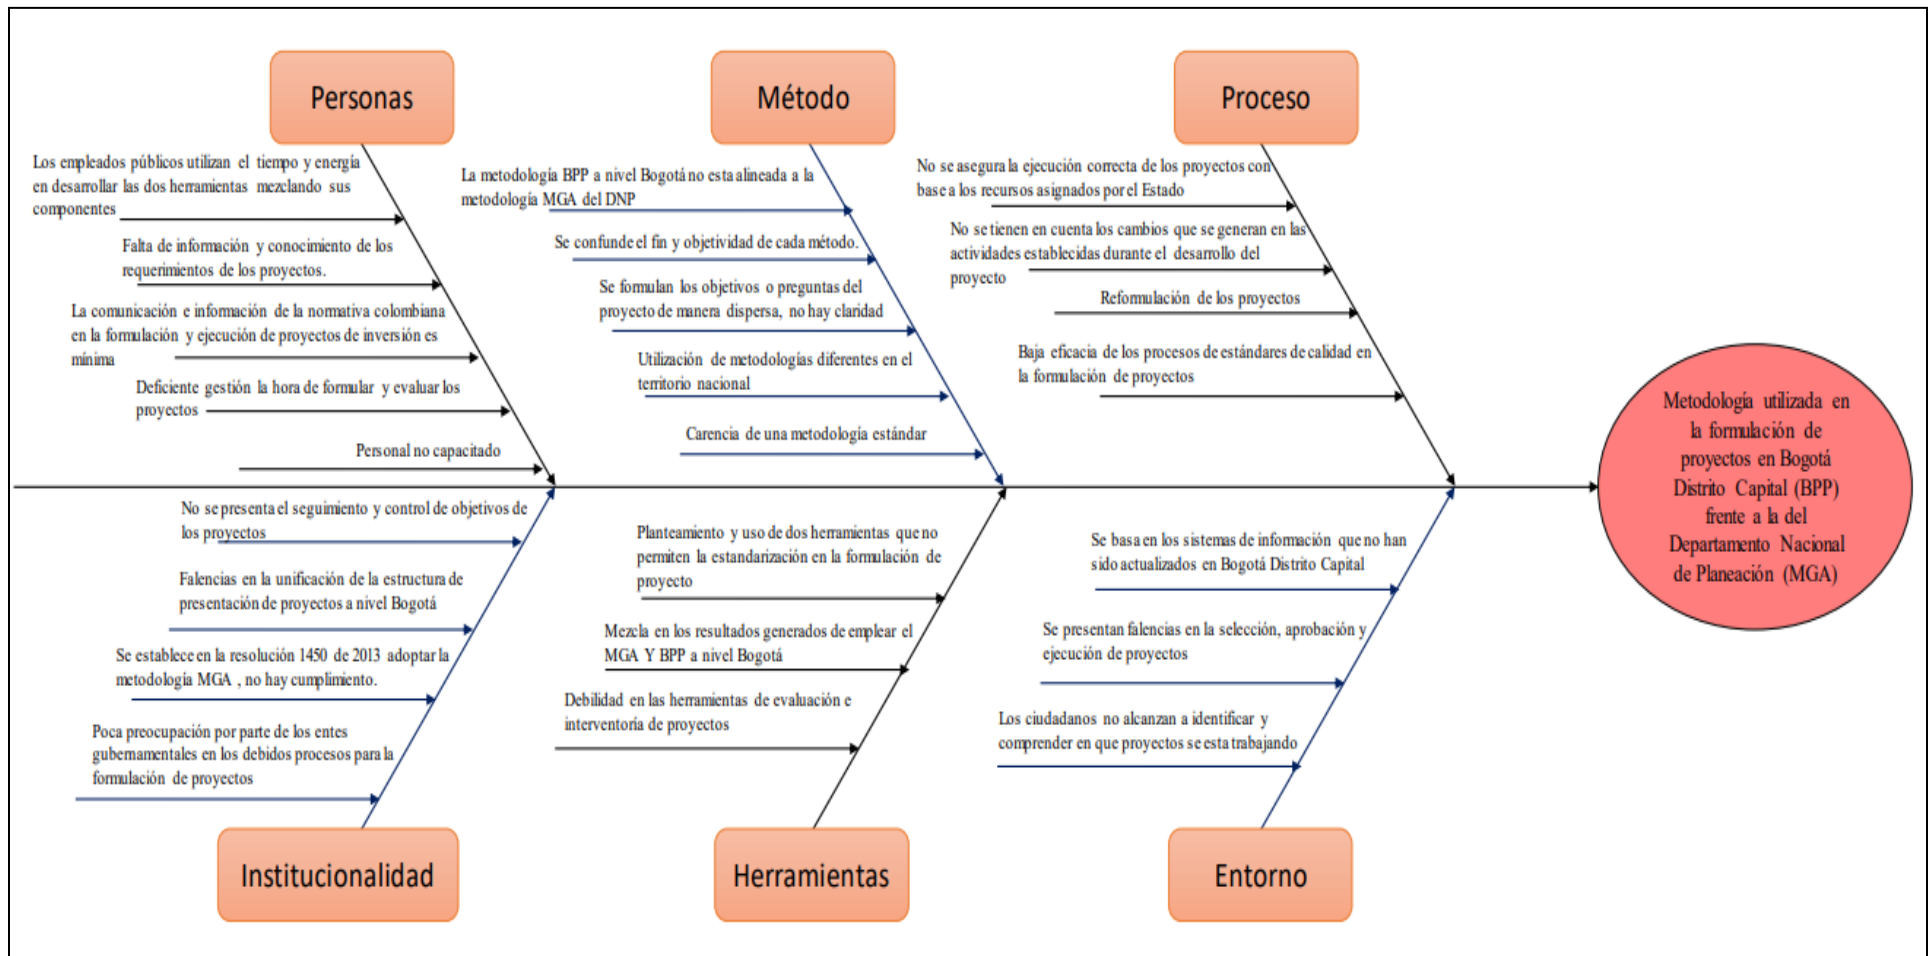 Personas
Los empleados públicos utilizan el tiempo y energía
en desarrollar las dos herramientas mezclando sus
componentes
Falta de información y conocimiento de los
requerimientos de los proyectos.
La comunicación e información de la normativa colombiana
en la formulación y ejecución de proyectos de inversión es
mínima
Deficiente gestión la hora de formular y evaluar los
proyectos
Personal no capacitado
Método
La metodología BPP a nivel Bogotá no esta alineada a la
metodología MGA del DNP
Se confunde el fin y objetividad de cada método.
Se formulan los objetivos o preguntas del
proyecto de manera dispersa, no hay claridad
Utilización de metodologías diferentes en el
territorio nacional
Carencia de una metodología estándar
Proceso
No se asegura la ejecución correcta de los proyectos con
base a los recursos asignados por el Estado
No se tienen en cuenta los cambios que se generan en las
actividades establecidas durante el desarrollo del
proyecto
Reformulación de los proyectos
Baja eficacia de los procesos de estándares de calidad en
la formulación de proyectos
Metodología utilizada en
la formulación de
proyectos en Bogotá
Distrito Capital (BPP)
frente a la del
Departamento Nacional
de Planeación (MGA)
No se presenta el seguimiento y control de objetivos de
los proyectos
Falencias en la unificación de la estructura de
presentación de proyectos a nivel Bogotá
Se establece en la resolución 1450 de 2013 adoptar la
metodología MGA , no hay cumplimiento.
Poca preocupación por parte de los entes
gubernamentales en los debidos procesos para la
formulación de proyectos
Institucionalidad
Planteamiento y uso de dos herramientas que no
permiten la estandarización en la formulación de
proyecto
Mezcla en los resultados generados de emplear el
MGA Y BPP a nivel Bogotá
Debilidad en las herramientas de evaluación e
interventoría de proyectos
Herramientas
Se basa en los sistemas de información que no han
sido actualizados en Bogotá Distrito Capital
Se presentan falencias en la selección, aprobación y
ejecución de proyectos
Los ciudadanos no alcanzan a identificar y
comprender en que proyectos se esta trabajando
Entorno